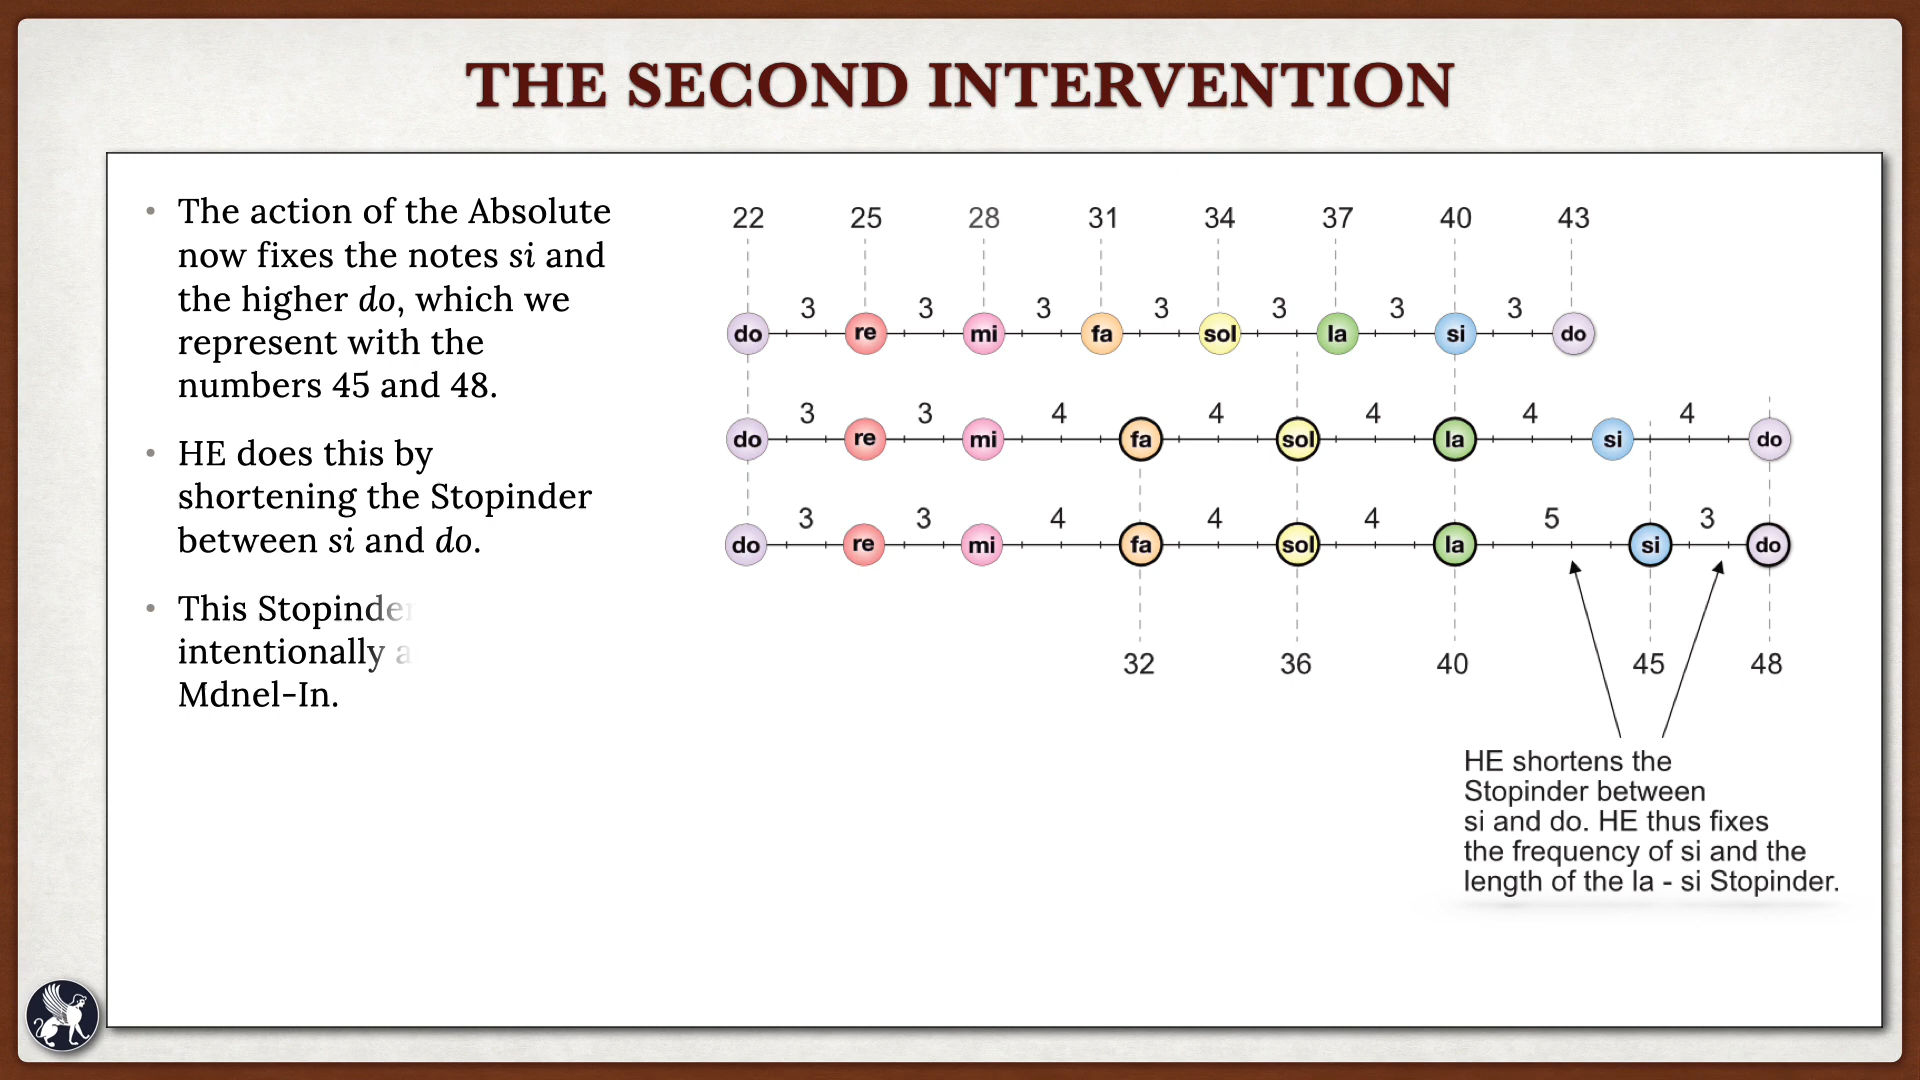 THE SECOND INTERVENTION
• The action of the Absolute
now fixes the notes si and
the higher do, which we
represent with the
numbers 45 and 48.
• HE does this by
shortening the Stopinder
between si and do.
• This Stopinder
intentionally a
Mdnel-In.
22 25 28 31 34 37 40 43
3 3 3 3 3 3 3
do re mi fa sol la si do
3 3 4 4 4 4 4
do re mi fa sol la si do
3 3 4 4 4 5 3
do re mi fa sol la si do
32 36 40 45 48
HE shortens the
Stopinder between
si and do. HE thus fixes
the frequency of si and the
length of the la - si Stopinder.